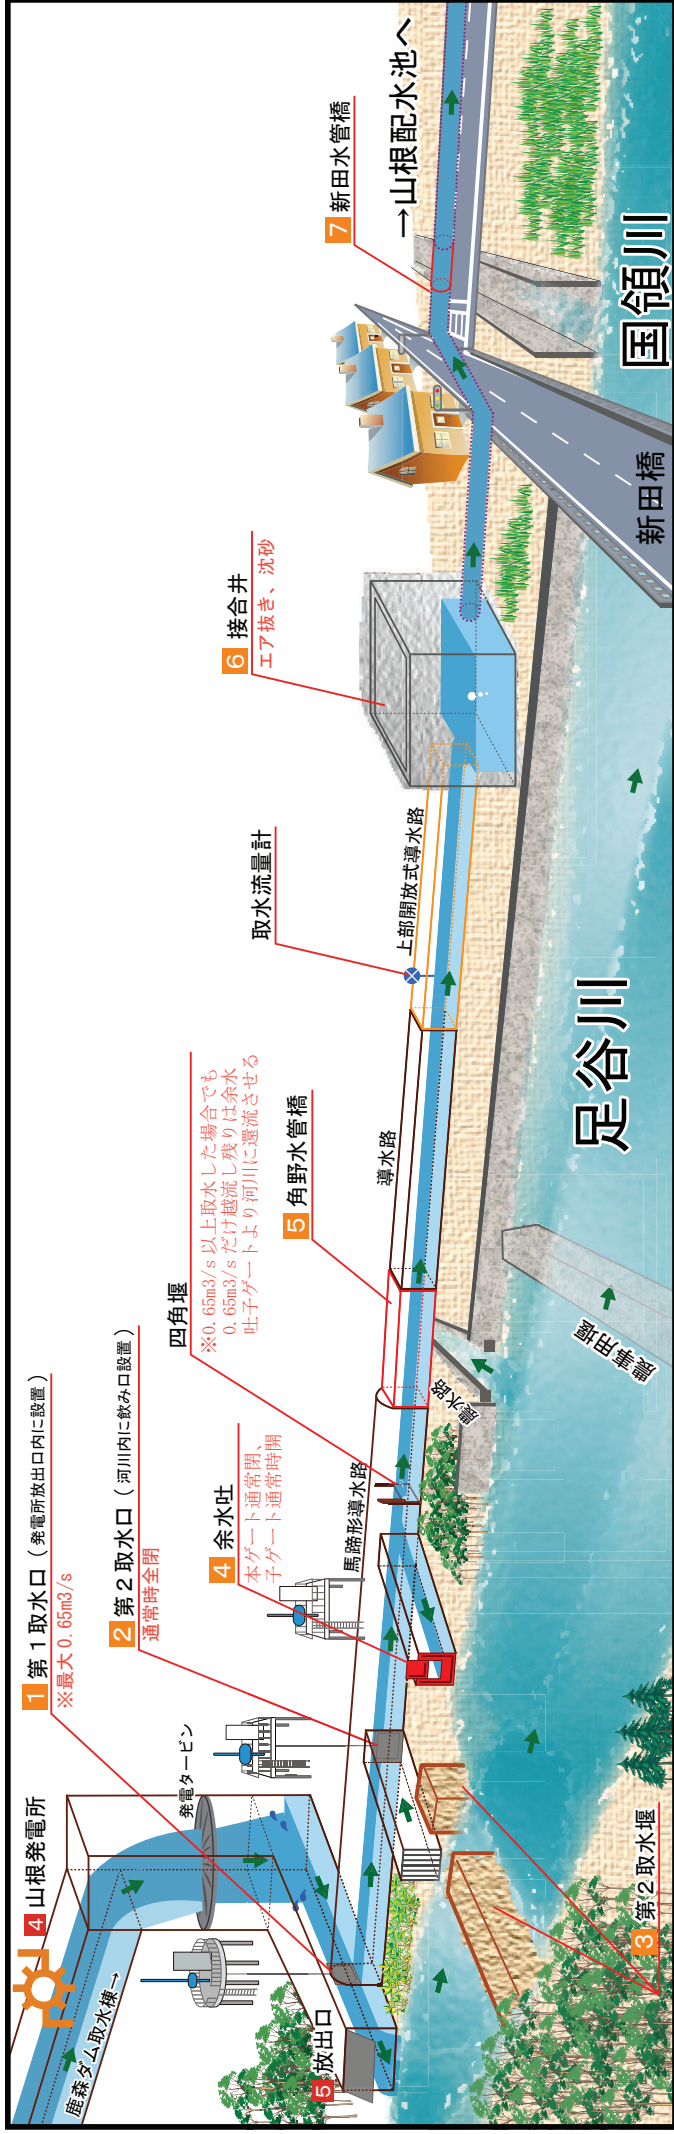 鹿森ダム取水棟→
4 山根発電所
発電タービン
5 放出口
1 第１取水口（発電所放出口内に設置）
※最大 0.65m3/s
2 第２取水口（河川内に飲み口設置）
通常時全閉
3 第２取水堰
4 余水吐
本ゲート通常閉、
子ゲート通常時開
馬蹄形導水路
四角堰
※0.65m3/s 以上取水した場合でも
0.65m3/s だけ越流し残りは余水
吐子ゲートより河川に還流させる
5 角野水管橋
農水路
農事用堰
導水路
取水流量計
上部開放式導水路
6 接合井
エア抜き、沈砂
7 新田水管橋
→山根配水池へ
足谷川
新田橋
国領川